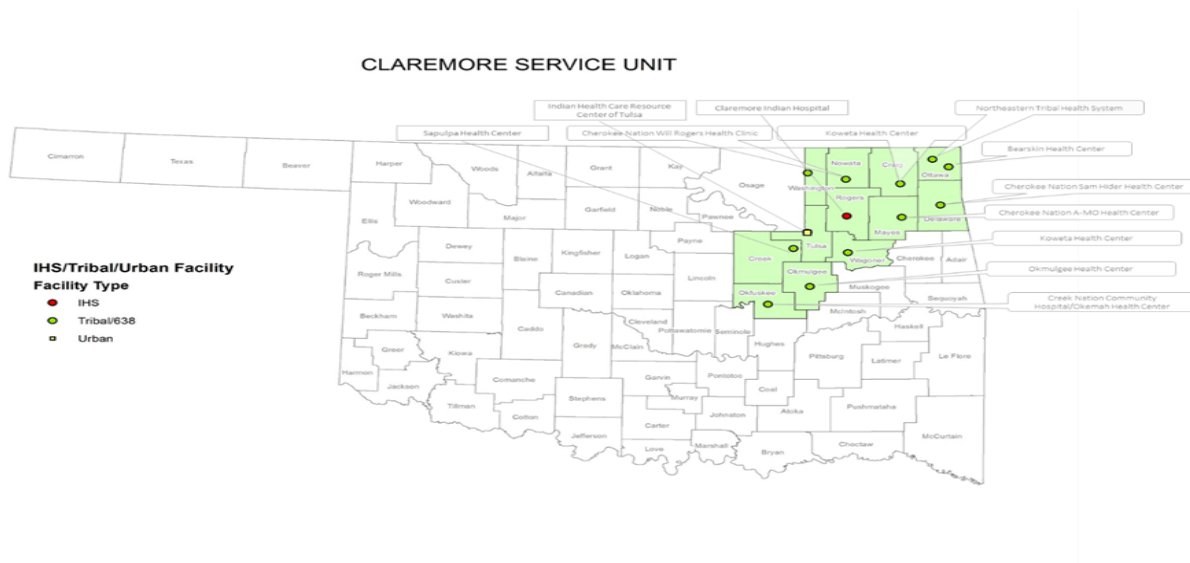 CLAREMORE SERVICE UNIT
Indian Health Care Resource
Center of Tulsa
Claremore Indian Hospital
Northeastern Tribal Health System
Sapulpa Health Center
Cherokee Nation Will Rogers Health Clinic
Koweta Health Center
Bearskin Health Center
Cherokee Nation Sam Hider Health Center
Cherokee Nation A-MO Health Center
Koweta Health Center
Okmulgee Health Center
Creek Nation Community
Hospital/Okemah Health Center
Cimarron
Texas
Beaver
Harper
Woods
Alfalfa
Grant
Kay
Osage
Washington
Nowata
Craig
Ottawa
Ellis
Woodward
Major
Garfield
Noble
Pawnee
Rogers
Mayes
Delaware
Roger Mills
Dewey
Blaine
Kingfisher
Logan
Payne
Creek
Tulsa
Wagoner
Cherokee
Adair
Custer
Canadian
Oklahoma
Lincoln
Okfuskee
Okmulgee
Muskogee
Sequoyah
Beckham
Washita
Caddo
Grady
Cleveland
McClain
Pottawatomie
Seminole
Hughes
McIntosh
Haskell
Harmon
Greer
Kiowa
Jackson
Comanche
Tillman
Cotton
Stephens
Jefferson
Garvin
Murray
Carter
Love
Pontotoc
Johnston
Marshall
Coal
Atoka
Bryan
Pittsburg
Latimer
Le Flore
Pushmataha
Choctaw
McCurtain
IHS/Tribal/Urban Facility
Facility Type
IHS
Tribal/638
Urban